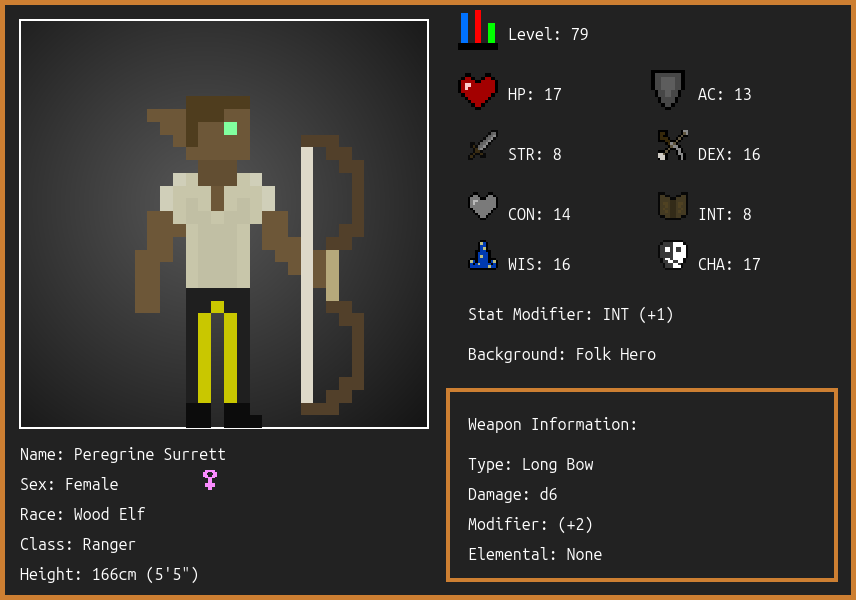 Level: 79
HP: 17
AC: 13
STR: 8
DEX: 16
CON: 14
INT: 8
WIS: 16
CHA: 17
Stat Modifier: INT (+1)
Background: Folk Hero
Weapon Information:
Type: Long Bow
Damage: d6
Modifier: (+2)
Elemental: None
Name: Peregrine Surrett
Sex: Female
Race: Wood Elf
Class: Ranger
Height: 166cm (5'5")